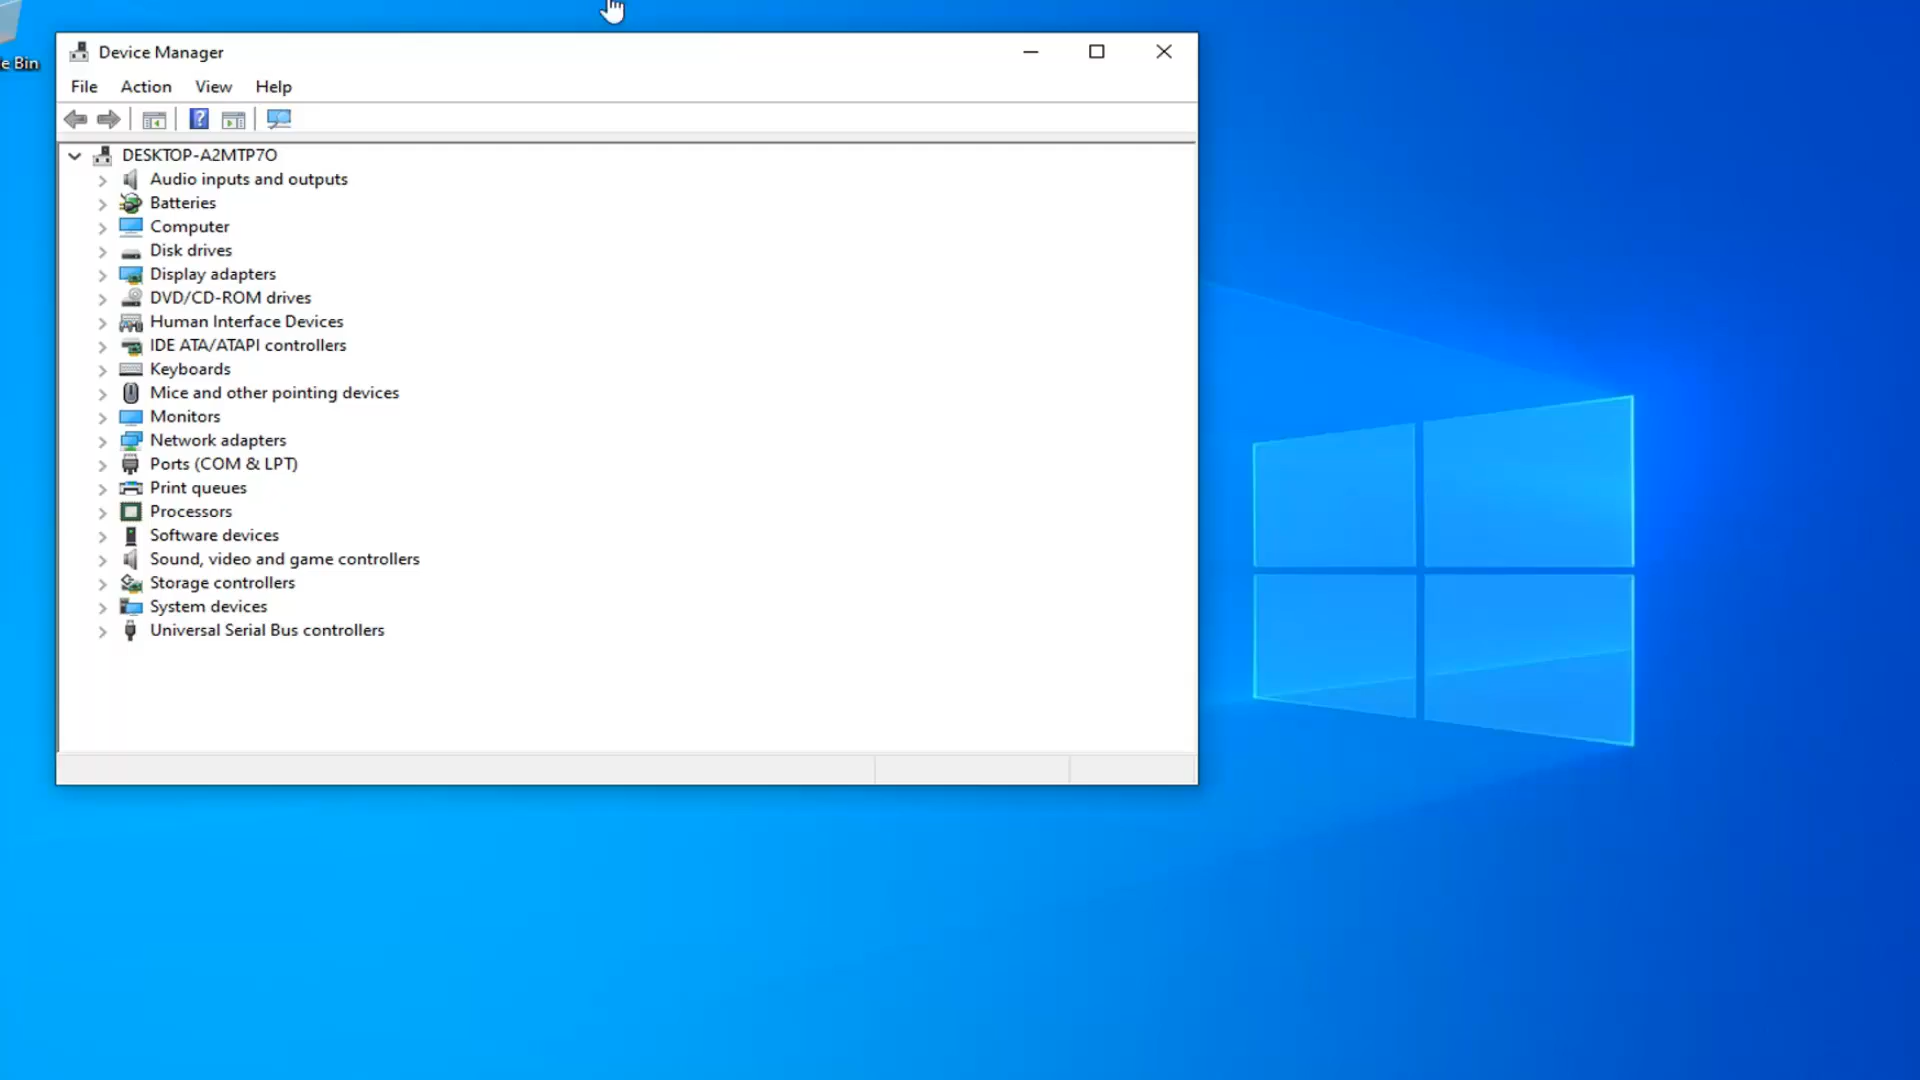 e Bin
Device Manager
File Action View Help
DESKTOP-A2MTP7O
Audio inputs and outputs
Batteries
Computer
Disk drives
Display adapters
DVD/CD-ROM drives
Human Interface Devices
IDE ATA/ATAPI controllers
Keyboards
Mice and other pointing devices
Monitors
Network adapters
Ports (COM & LPT)
Print queues
Processors
Software devices
Sound, video and game controllers
Storage controllers
System devices
Universal Serial Bus controllers